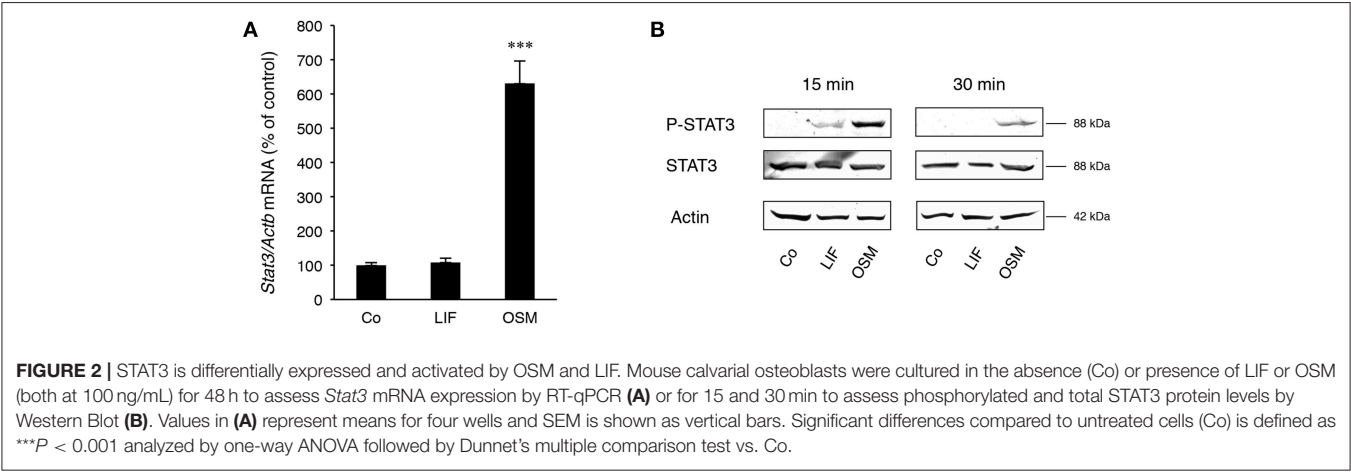 A
B
Stat3/Actb mRNA (% of control)
800
700
600
500
400
300
200
100
0
***
Co LIF OSM
15 min 30 min
P-STAT3 88 kDa
STAT3 88 kDa
Actin 42 kDa
Co LIF OSM Co LIF OSM
FIGURE 2 | STAT3 is differentially expressed and activated by OSM and LIF. Mouse calvarial osteoblasts were cultured in the absence (Co) or presence of LIF or OSM
(both at 100 ng/mL) for 48 h to assess Stat3 mRNA expression by RT-qPCR (A) or for 15 and 30 min to assess phosphorylated and total STAT3 protein levels by
Western Blot (B). Values in (A) represent means for four wells and SEM is shown as vertical bars. Significant differences compared to untreated cells (Co) is defined as
***P < 0.001 analyzed by one-way ANOVA followed by Dunnet's multiple comparison test vs. Co.